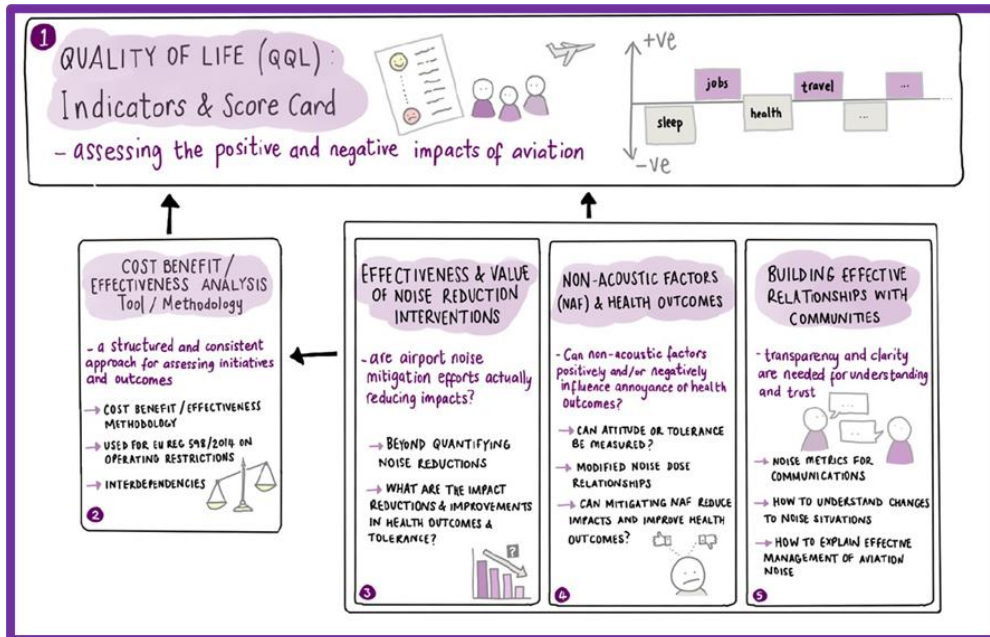 1
QUALITY OF LIFE (QQL) :
Indicators & Score Card
- assessing the positive and negative impacts of aviation
+ve
jobs
travel
...
sleep
health
...
-ve
COST BENEFIT /
EFFECTIVENESS ANALYSIS
Tool / Methodology
- a structured and consistent
approach for assessing initiatives
and outcomes
→ COST BENEFIT / EFFECTIVENESS
METHODOLOGY
→ USED FOR EU REG 598/2014 ON
OPERATING RESTRICTIONS
→ INTERDEPENDENCIES
2
EFFECTIVENESS & VALUE
OF NOISE REDUCTION
INTERVENTIONS
- are airport noise
mitigation efforts actually
reducing impacts?
→ BEYOND QUANTIFYING
NOISE REDUCTIONS
→ WHAT ARE THE IMPACT
REDUCTIONS & IMPROVEMENTS
IN HEALTH OUTCOMES &
TOLERANCE?
?
3
NON-ACOUSTIC FACTORS
(NAF) & HEALTH OUTCOMES
- Can non-acoustic factors
positively and/or negatively
influence annoyance or health
outcomes?
→ CAN ATTITUDE OR TOLERANCE
BE MEASURED?
→ MODIFIED NOISE DOSE
RELATIONSHIPS
→ CAN MITIGATING NAF REDUCE
IMPACTS AND IMPROVE HEALTH
OUTCOMES?
4
BUILDING EFFECTIVE
RELATIONSHIPS WITH
COMMUNITIES
- transparency and clarity
are needed for understanding
and trust
→ NOISE METRICS FOR
COMMUNICATIONS
→ HOW TO UNDERSTAND CHANGES
TO NOISE SITUATIONS
→ HOW TO EXPLAIN EFFECTIVE
MANAGEMENT OF AVIATION
NOISE
5